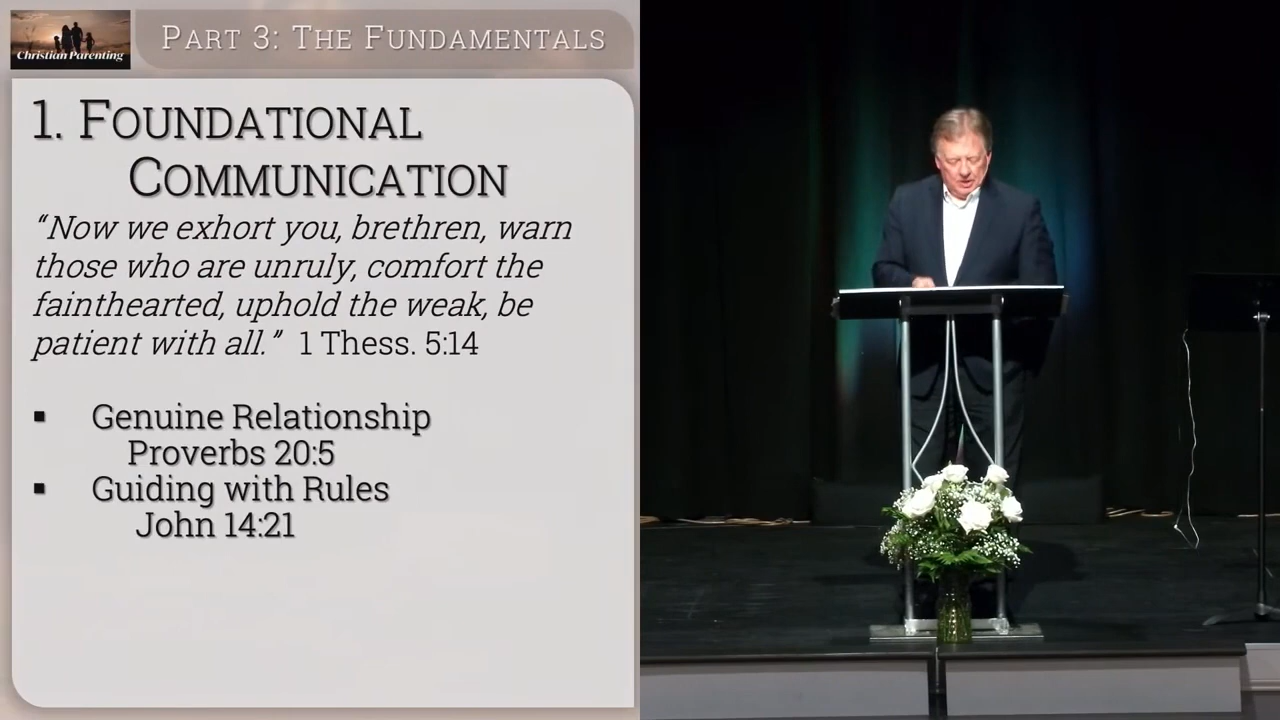 Christian Parenting
Part 3: The Fundamentals
1. Foundational
Communication
“Now we exhort you, brethren, warn
those who are unruly, comfort the
fainthearted, uphold the weak, be
patient with all.” 1 Thess. 5:14
▪ Genuine Relationship
Proverbs 20:5
▪ Guiding with Rules
John 14:21